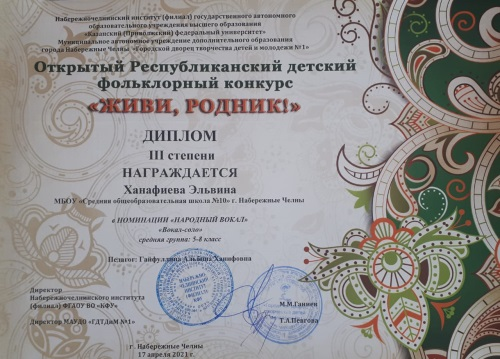 Набережночелнинский институт (филиал) государственного автономного
образовательного учреждения высшего образования
«Казанский (Приволжский) федеральный университет»
Муниципальное автономное учреждение дополнительного образования
города Набережные Челны «Городской дворец творчества детей и молодежи №1»
Открытый Республиканский детский
фольклорный конкурс
«ЖИВИ, РОДНИК!»
ДИПЛОМ
III степени
НАГРАЖДАЕТСЯ
Ханафиева Эльвина
МБОУ «Средняя общеобразовательная школа №10» г. Набережные Челны
в НОМИНАЦИИ «НАРОДНЫЙ ВОКАЛ»
«Вокал-соло»
средняя группа: 5-8 класс
Педагог: Гайфуллина Альбина Ханофовна
Директор
Набережночелнинского института
(филиал) ФГАОУ ВО «КФУ»
М.М.Ганиев
Директор МАУДО «ГДТДиМ №1»
Т.А.Певгова
г. Набережные Челны
17 апреля 2021 г.